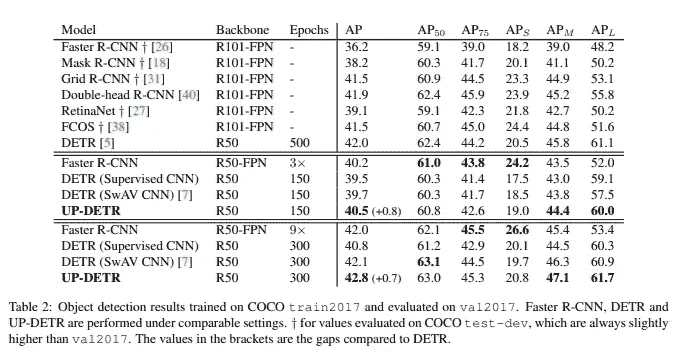 Model Backbone Epochs AP AP50 AP75 APS APM APL
Faster R-CNN † [26] R101-FPN - 36.2 59.1 39.0 18.2 39.0 48.2
Mask R-CNN † [18] R101-FPN - 38.2 60.3 41.7 20.1 41.1 50.2
Grid R-CNN † [31] R101-FPN - 41.5 60.9 44.5 23.3 44.9 53.1
Double-head R-CNN [40] R101-FPN - 41.9 62.4 45.9 23.9 45.2 55.8
RetinaNet † [27] R101-FPN - 39.1 59.1 42.3 21.8 42.7 50.2
FCOS † [38] R101-FPN - 41.5 60.7 45.0 24.4 44.8 51.6
DETR [5] R50 500 42.0 62.4 44.2 20.5 45.8 61.1
Faster R-CNN R50-FPN 3× 40.2 61.0 43.8 24.2 43.5 52.0
DETR (Supervised CNN) R50 150 39.5 60.3 41.4 17.5 43.0 59.1
DETR (SwAV CNN) [7] R50 150 39.7 60.3 41.7 18.5 43.8 57.5
UP-DETR R50 150 40.5 (+0.8) 60.8 42.6 19.0 44.4 60.0
Faster R-CNN R50-FPN 9× 42.0 62.1 45.5 26.6 45.4 53.4
DETR (Supervised CNN) R50 300 40.8 61.2 42.9 20.1 44.5 60.3
DETR (SwAV CNN) [7] R50 300 42.1 63.1 44.5 19.7 46.3 60.9
UP-DETR R50 300 42.8 (+0.7) 63.0 45.3 20.8 47.1 61.7
Table 2: Object detection results trained on COCO train2017 and evaluated on val2017. Faster R-CNN, DETR and
UP-DETR are performed under comparable settings. † for values evaluated on COCO test-dev, which are always slightly
higher than val2017. The values in the brackets are the gaps compared to DETR.